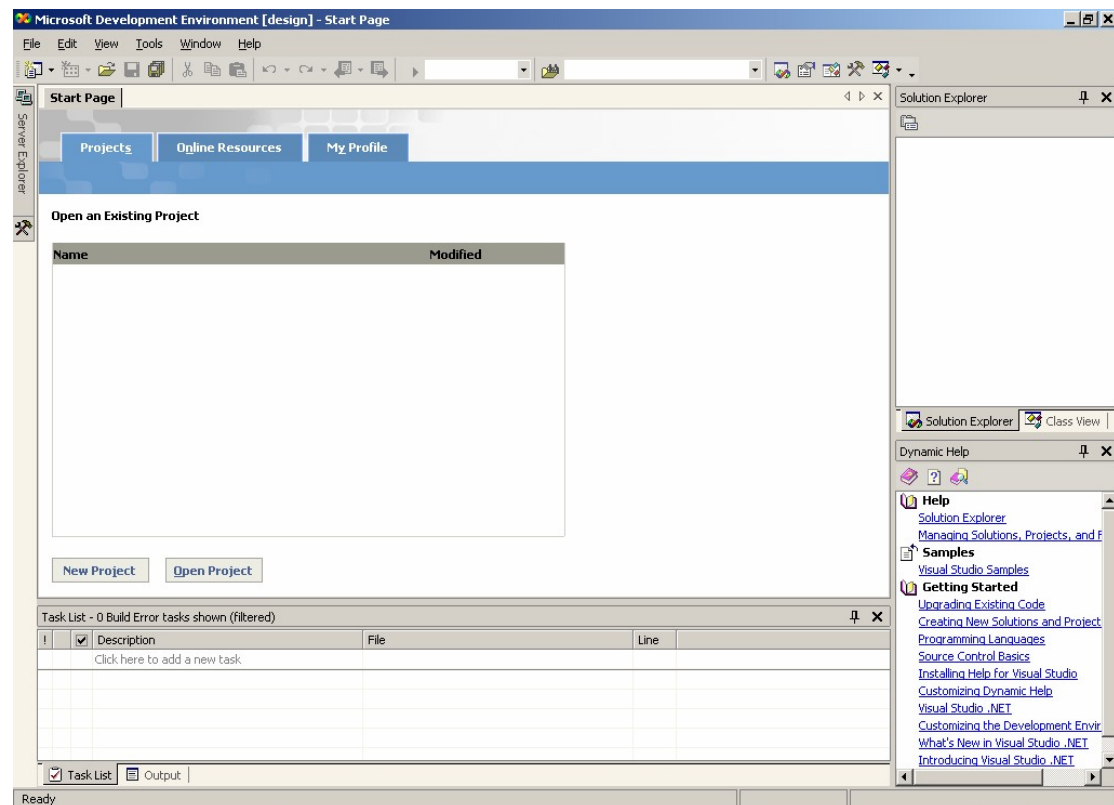 Microsoft Development Environment [design] - Start Page
File Edit View Tools Window Help
Server Explorer
Start Page
Projects Online Resources My Profile
Open an Existing Project
Name Modified
New Project Open Project
Task List - 0 Build Error tasks shown (filtered)
! Description File Line
Click here to add a new task
Task List Output
Ready
Solution Explorer
Solution Explorer Class View
Dynamic Help
Help
Solution Explorer
Managing Solutions, Projects, and F
Samples
Visual Studio Samples
Getting Started
Upgrading Existing Code
Creating New Solutions and Project
Programming Languages
Source Control Basics
Installing Help for Visual Studio
Customizing Dynamic Help
Visual Studio .NET
Customizing the Development Envir
What's New in Visual Studio .NET
Introducing Visual Studio .NET